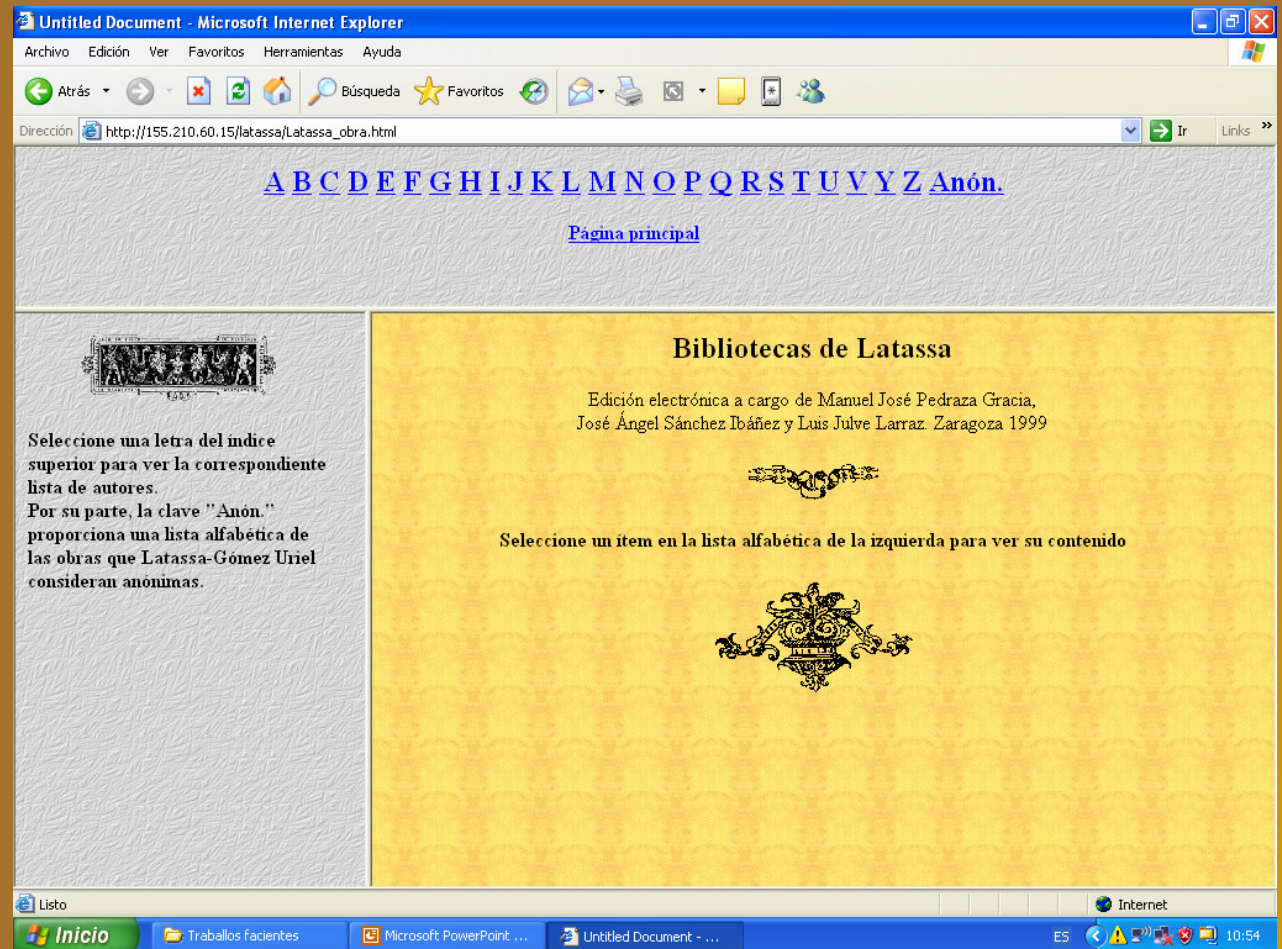 Untitled Document - Microsoft Internet Explorer
Archivo Edición Ver Favoritos Herramientas Ayuda
Atrás Búsqueda Favoritos
Dirección http://155.210.60.15/latassa/Latassa_obra.html Ir Links »
A B C D E F G H I J K L M N O P Q R S T U V Y Z Anón.
Página principal
Seleccione una letra del índice
superior para ver la correspondiente
lista de autores.
Por su parte, la clave "Anón."
proporciona una lista alfabética de
las obras que Latassa-Gómez Uriel
consideran anónimas.
Bibliotecas de Latassa
Edición electrónica a cargo de Manuel José Pedraza Gracia,
José Ángel Sánchez Ibáñez y Luis Julve Larraz. Zaragoza 1999
Seleccione un ítem en la lista alfabética de la izquierda para ver su contenido
Listo Internet
Inicio Traballos facientes Microsoft PowerPoint ... Untitled Document - ... ES 10:54